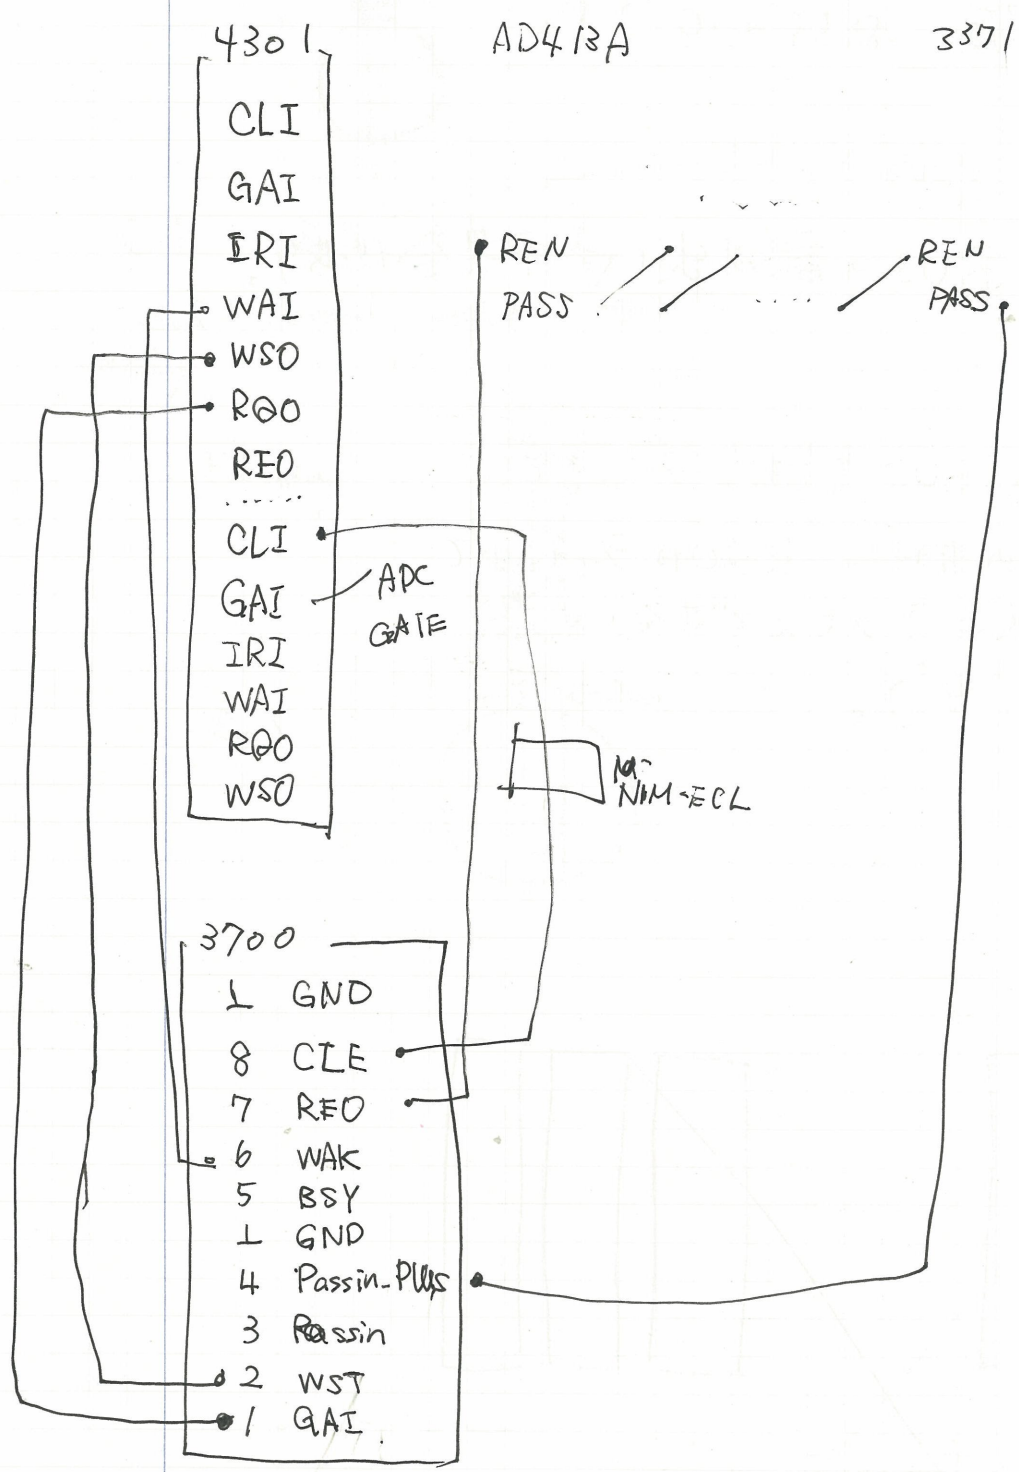 4301 AD413A 3371
CLI
GAI
IRI
WAI
WSO
RQO
REO
CLI
GAI
IRI
WAI
RQO
WSO
REN
PASS
REN
PASS
ADC
GATE
NIM-ECL
3700
⊥ GND
8 CLE
7 REO
6 WAK
5 BSY
⊥ GND
4 Passin-Plus
3 Passin
2 WST
1 GAI